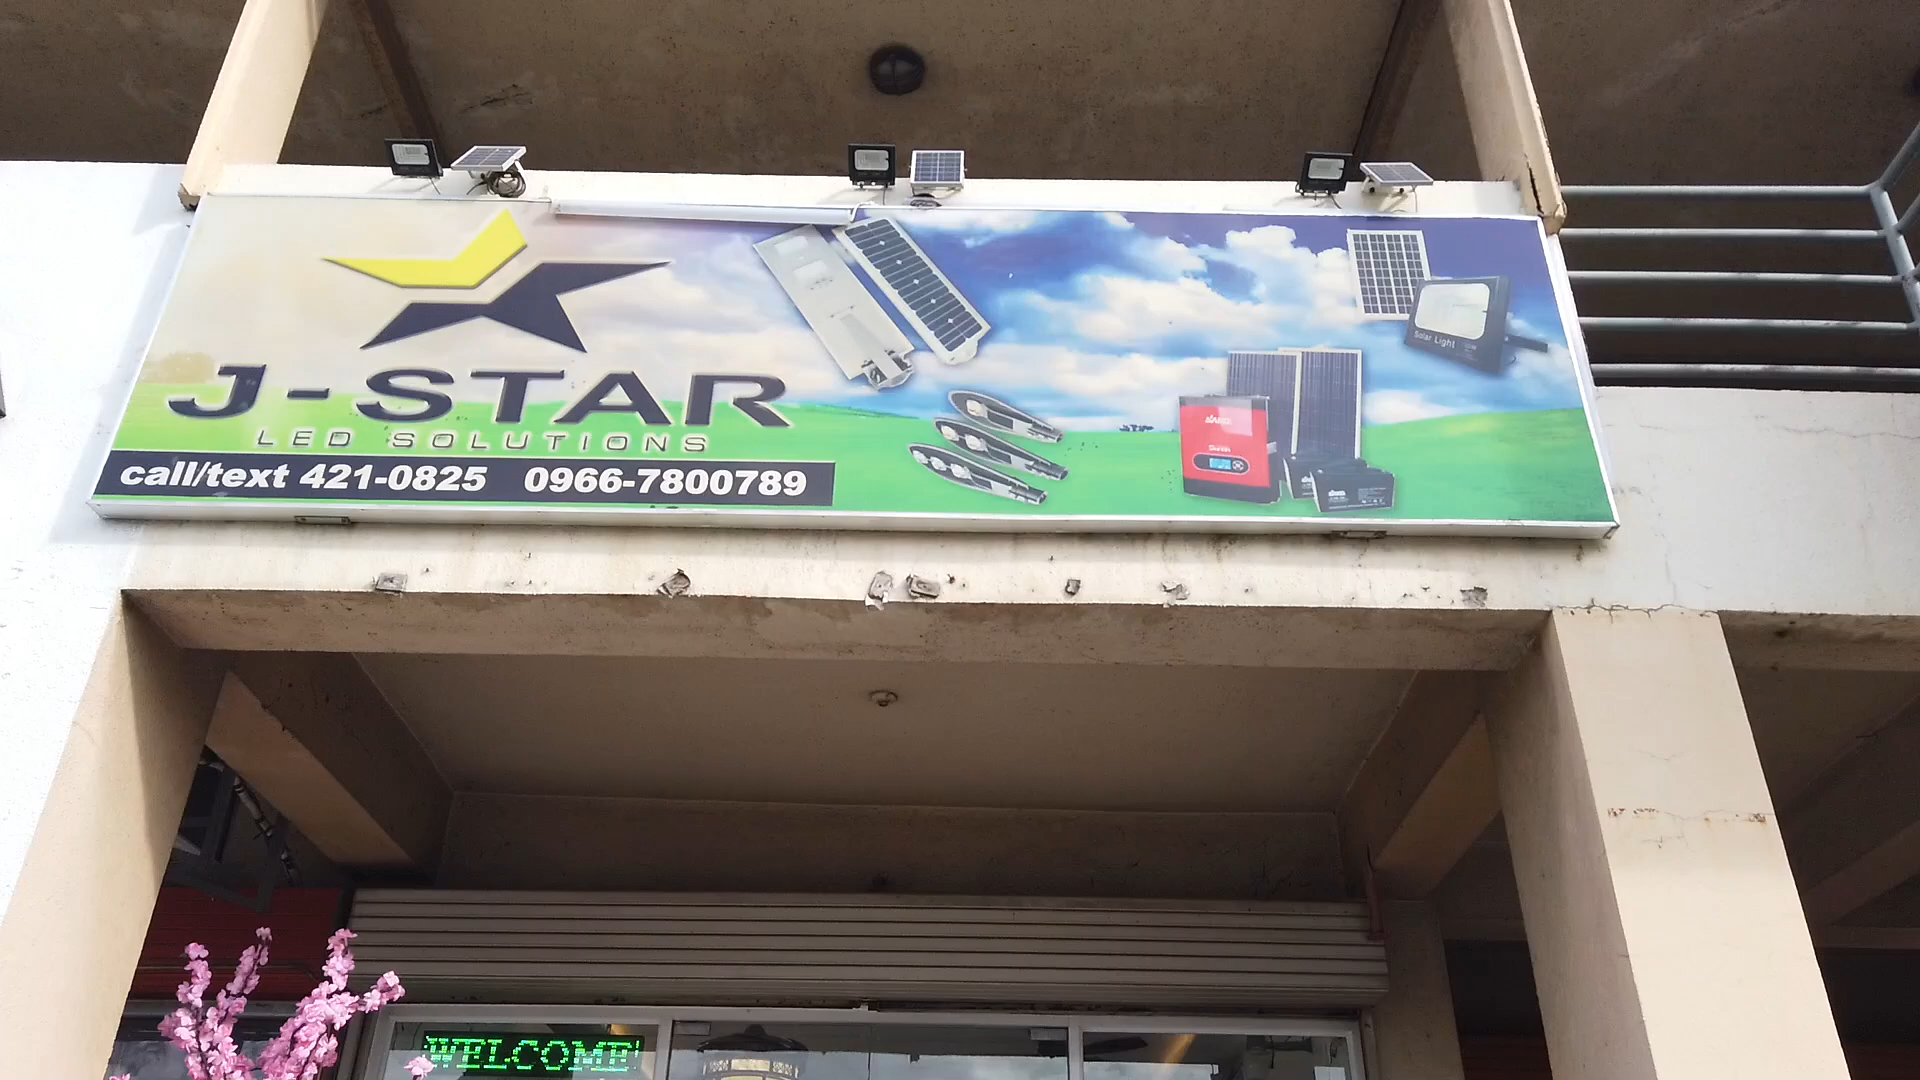 J-STAR
LED SOLUTIONS
call/text 421-0825 0966-7800789
Solar Light
WELCOME